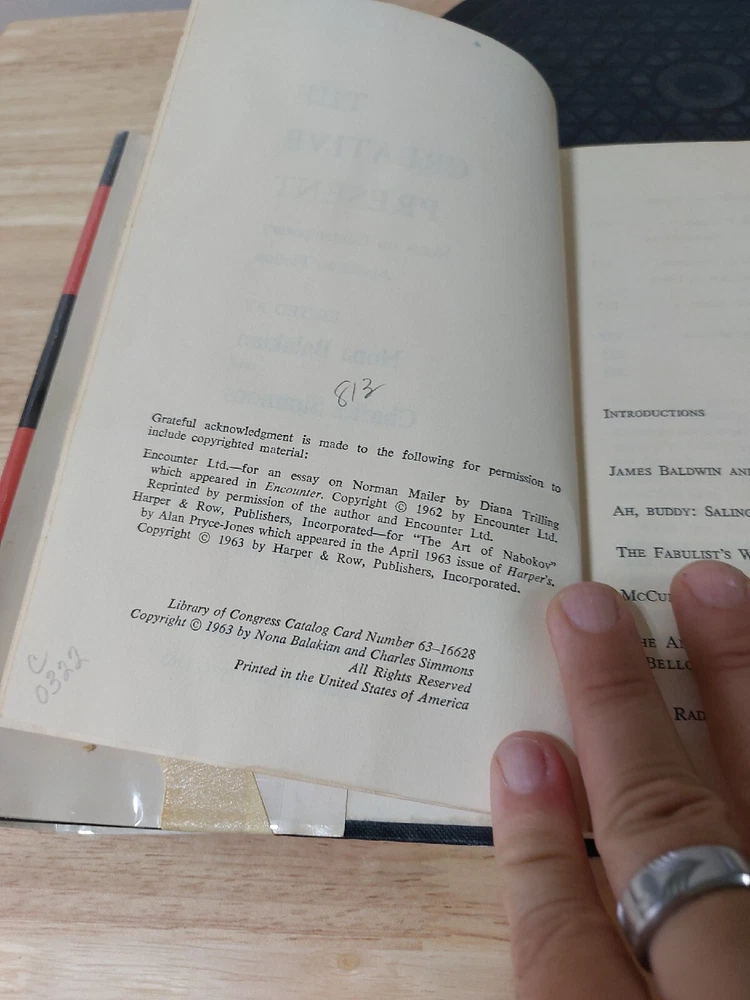 813
Grateful acknowledgment is made to the following for permission to
include copyrighted material:
Encounter Ltd.—for an essay on Norman Mailer by Diana Trilling
which appeared in Encounter. Copyright © 1962 by Encounter Ltd.
Reprinted by permission of the author and Encounter Ltd.
Harper & Row, Publishers, Incorporated—for "The Art of Nabokov"
by Alan Pryce-Jones which appeared in the April 1963 issue of Harper's.
Copyright © 1963 by Harper & Row, Publishers, Incorporated.
Library of Congress Catalog Card Number 63-16628
Copyright © 1963 by Nona Balakian and Charles Simmons
All Rights Reserved
Printed in the United States of America
C
0322
INTRODUCTIONS
JAMES BALDWIN
AH, BUDDY:
THE FABULIST'S